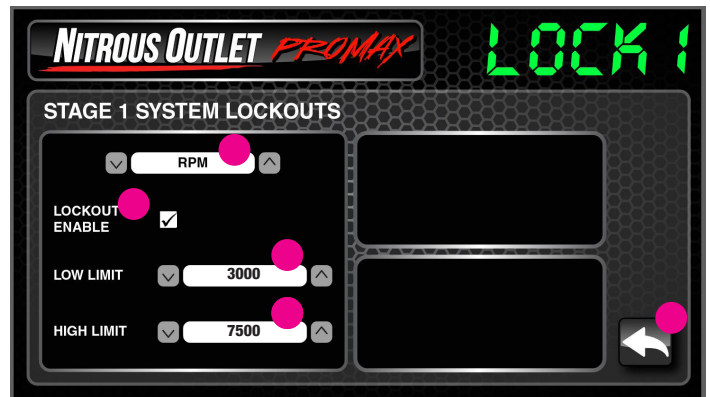 NITROUS OUTLET PROMAX
LOCK 1
STAGE 1 SYSTEM LOCKOUTS
RPM
LOCKOUT
ENABLE
LOW LIMIT 3000
HIGH LIMIT 7500